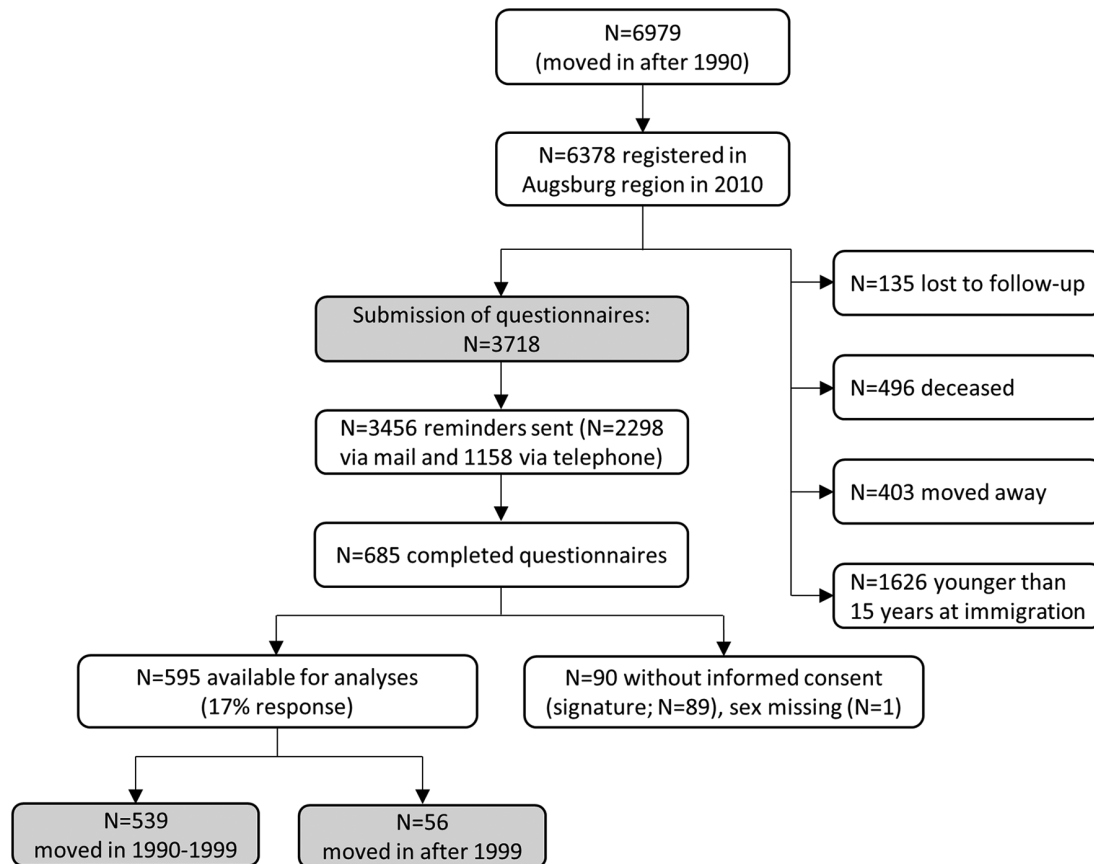 N=6979
(moved in after 1990)
N=6378 registered in
Augsburg region in 2010
N=135 lost to follow-up
Submission of questionnaires:
N=3718
N=496 deceased
N=3456 reminders sent (N=2298
via mail and 1158 via telephone)
N=403 moved away
N=685 completed questionnaires
N=1626 younger than
15 years at immigration
N=595 available for analyses
(17% response)
N=90 without informed consent
(signature; N=89), sex missing (N=1)
N=539
moved in 1990-1999
N=56
moved in after 1999